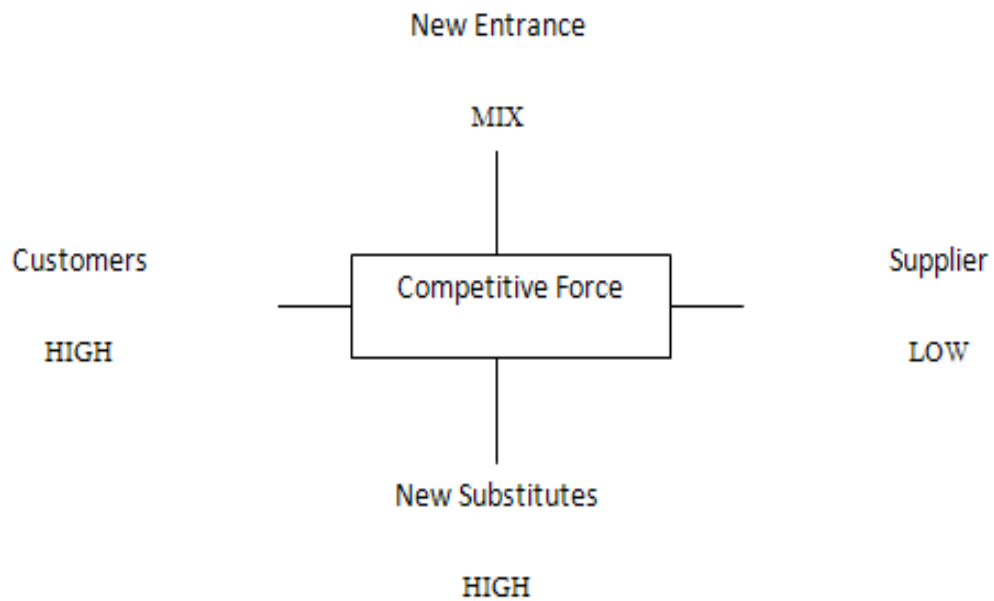 New Entrance
MIX
Customers
HIGH
Competitive Force
Supplier
LOW
New Substitutes
HIGH